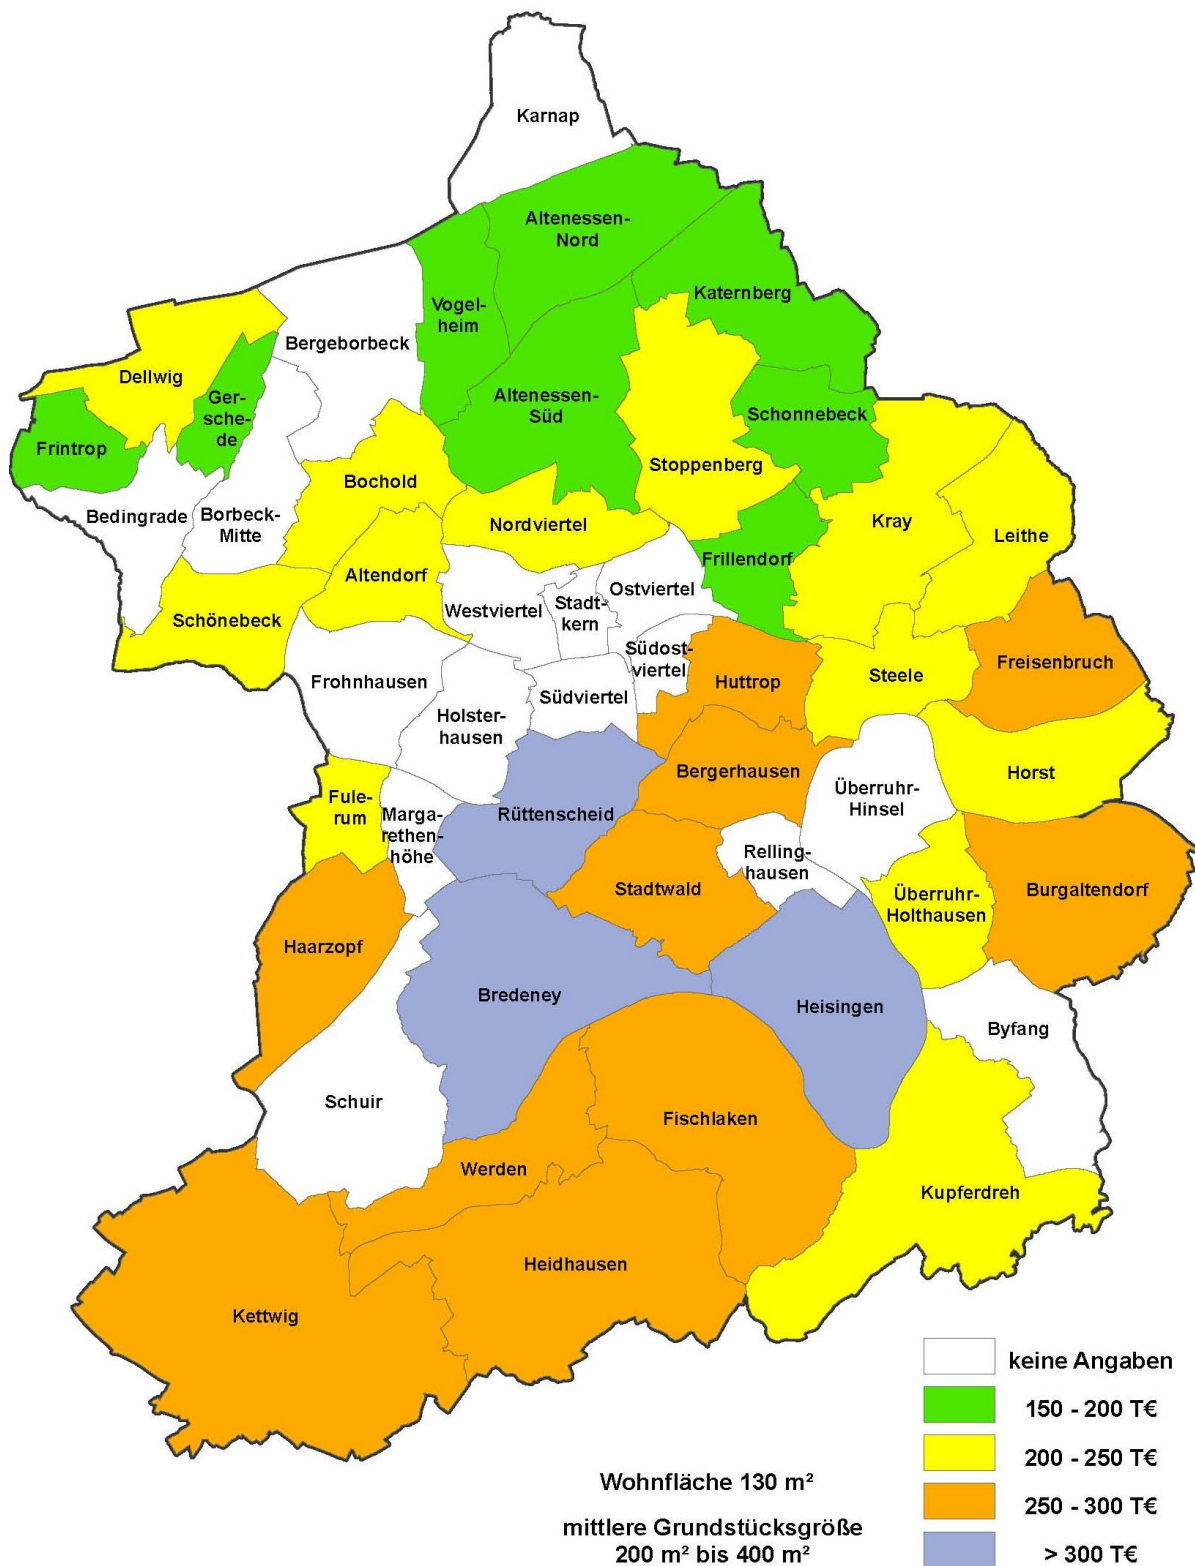 Karnap
Altenessen-
Nord
Katernberg
Vogel-
heim
Bergeborbeck
Dellwig
Ger-
sche-
de
Altenessen-
Süd
Schonnebeck
Frintrop
Stoppenberg
Bochold
Bedingrade
Borbeck-
Mitte
Nordviertel
Kray
Leithe
Frillendorf
Altendorf
Ostviertel
Stadt-
kern
Westviertel
Schönebeck
Südost-
viertel
Freisenbruch
Steele
Huttrop
Frohnhausen
Südviertel
Holster-
hausen
Bergerhausen
Horst
Überruhr-
Hinsel
Fule-
rum
Marga-
rethen-
höhe
Rüttenscheid
Relling-
hausen
Stadtwald
Burgaltendorf
Überruhr-
Holthausen
Haarzopf
Bredeney
Heisingen
Byfang
Schuir
Fischlaken
Werden
Kupferdreh
Heidhausen
Kettwig
keine Angaben
150 - 200 T€
200 - 250 T€
250 - 300 T€
> 300 T€
Wohnfläche 130 m²
mittlere Grundstücksgröße
200 m² bis 400 m²